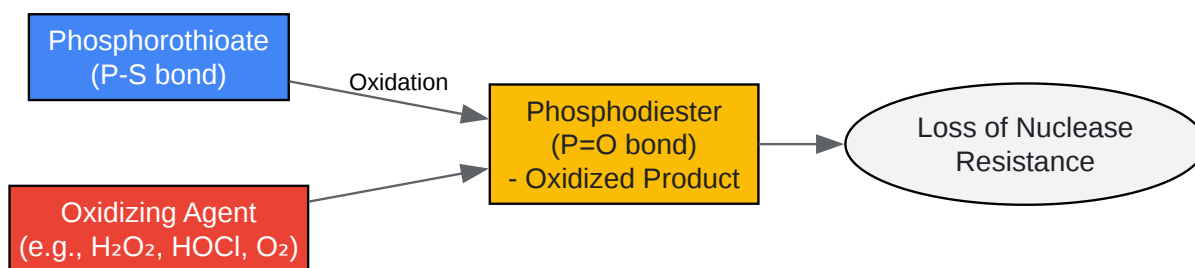 Phosphorothioate
(P-S bond)
Oxidation
Phosphodiester
(P=O bond)
- Oxidized Product
Loss of Nuclease
Resistance
Oxidizing Agent
(e.g., H₂O₂, HOCl, O₂)